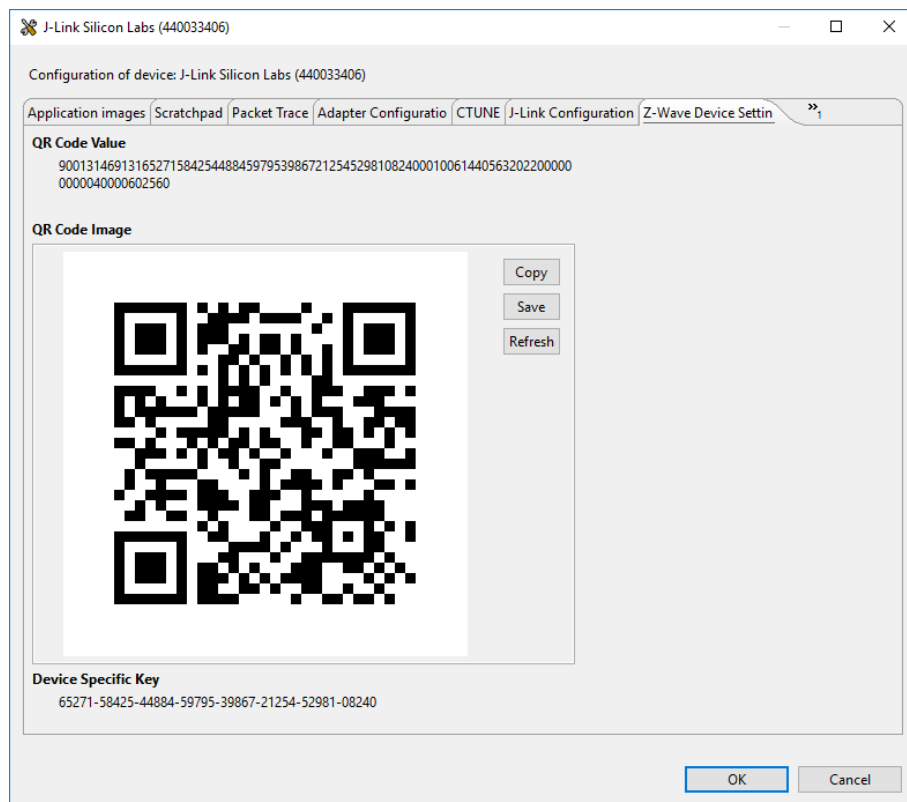 J-Link Silicon Labs (440033406)
Configuration of device: J-Link Silicon Labs (440033406)
Application images Scratchpad Packet Trace Adapter Configuratio CTUNE J-Link Configuration Z-Wave Device Settin »1
QR Code Value
90013146913165271584254488459795398672125452981082400010061440563202200000
0000040000602560
QR Code Image
Copy
Save
Refresh
Device Specific Key
65271-58425-44884-59795-39867-21254-52981-08240
OK Cancel